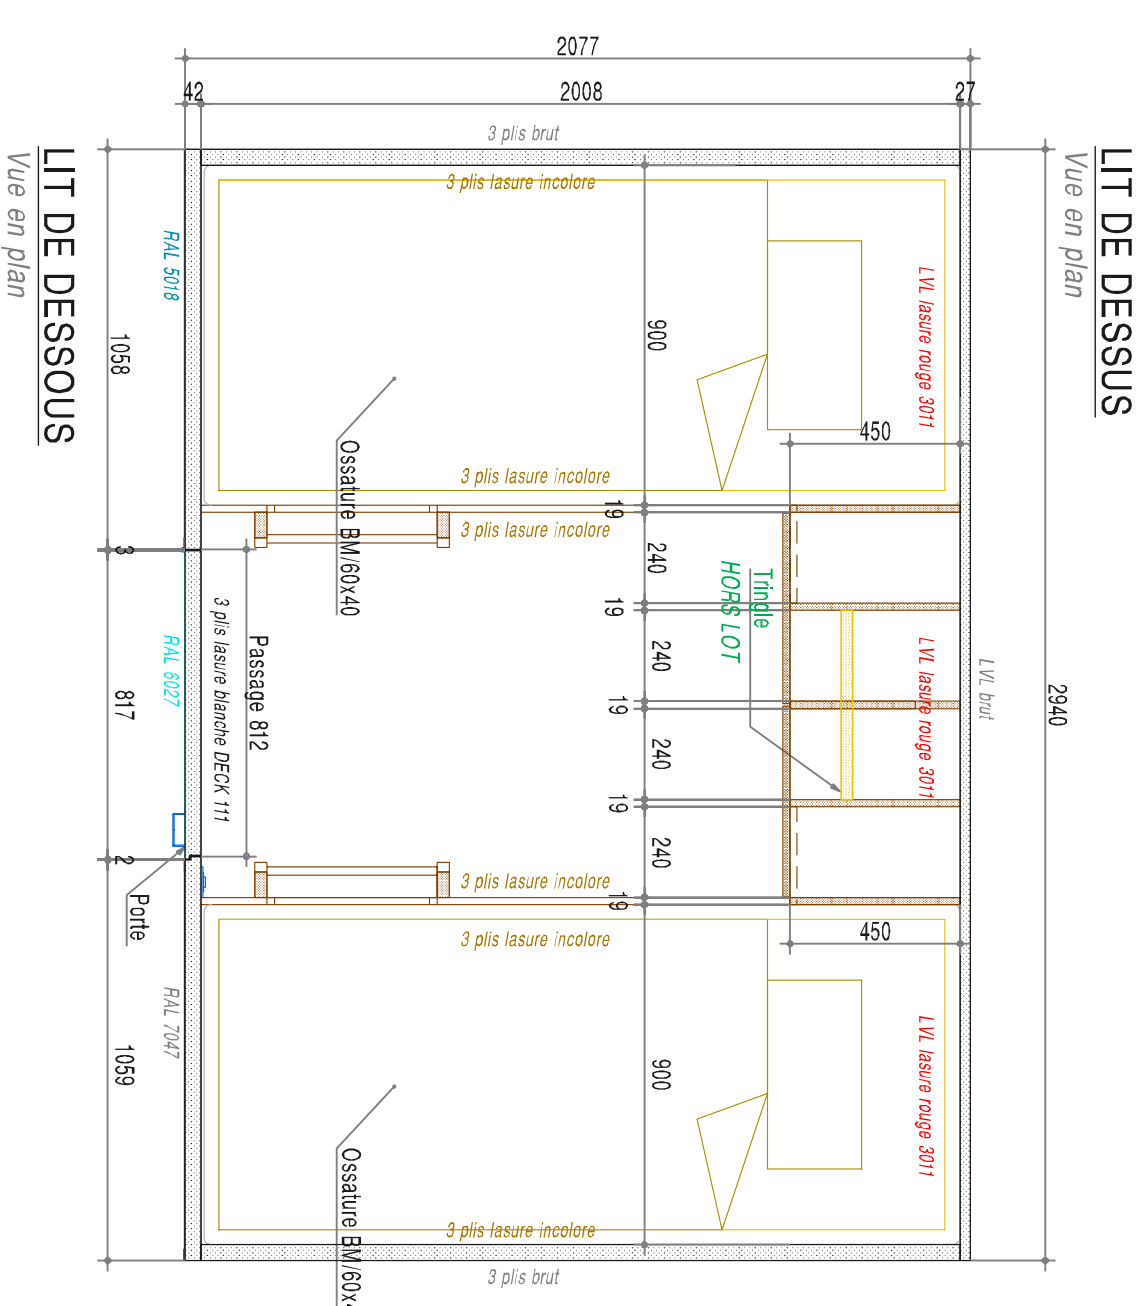 LIT DE DESSUS
Vue en plan
LIT DE DESSOUS
Vue en plan
2077
42
2008
27
3 plis brut
3 plis lasure incolore
RAL 5018
1058
900
LVL lasure rouge 3011
450
Ossature BM/60x40
3 plis lasure incolore
3 plis lasure incolore
19
240
19
240
19
240
19
240
19
Tringle
HORS LOT
LVL lasure rouge 3011
LVL brut
2940
3
817
2
RAL 6027
3 plis lasure blanche DECK 111
Passage 812
Porte
RAL 7047
1059
3 plis lasure incolore
3 plis lasure incolore
450
900
LVL lasure rouge 3011
Ossature BM/60x4
3 plis lasure incolore
3 plis brut